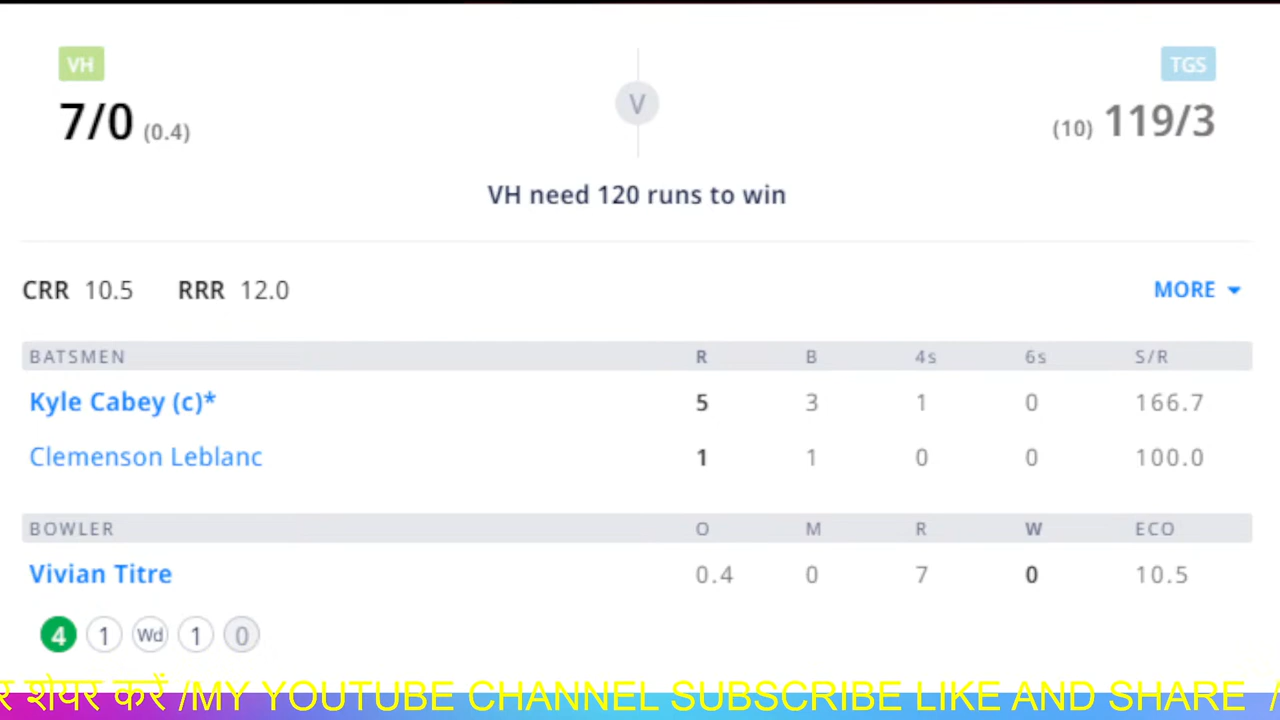 VH
V
TGS
7/0 (0.4)
(10) 119/3
VH need 120 runs to win
CRR 10.5 RRR 12.0 MORE
BATSMEN R B 4s 6s S/R
Kyle Cabey (c)* 5 3 1 0 166.7
Clemenson Leblanc 1 1 0 0 100.0
BOWLER O M R W ECO
Vivian Titre 0.4 0 7 0 10.5
4 1 Wd 1 0
शेयर करें /MY YOUTUBE CHANNEL SUBSCRIBE LIKE AND SHARE /